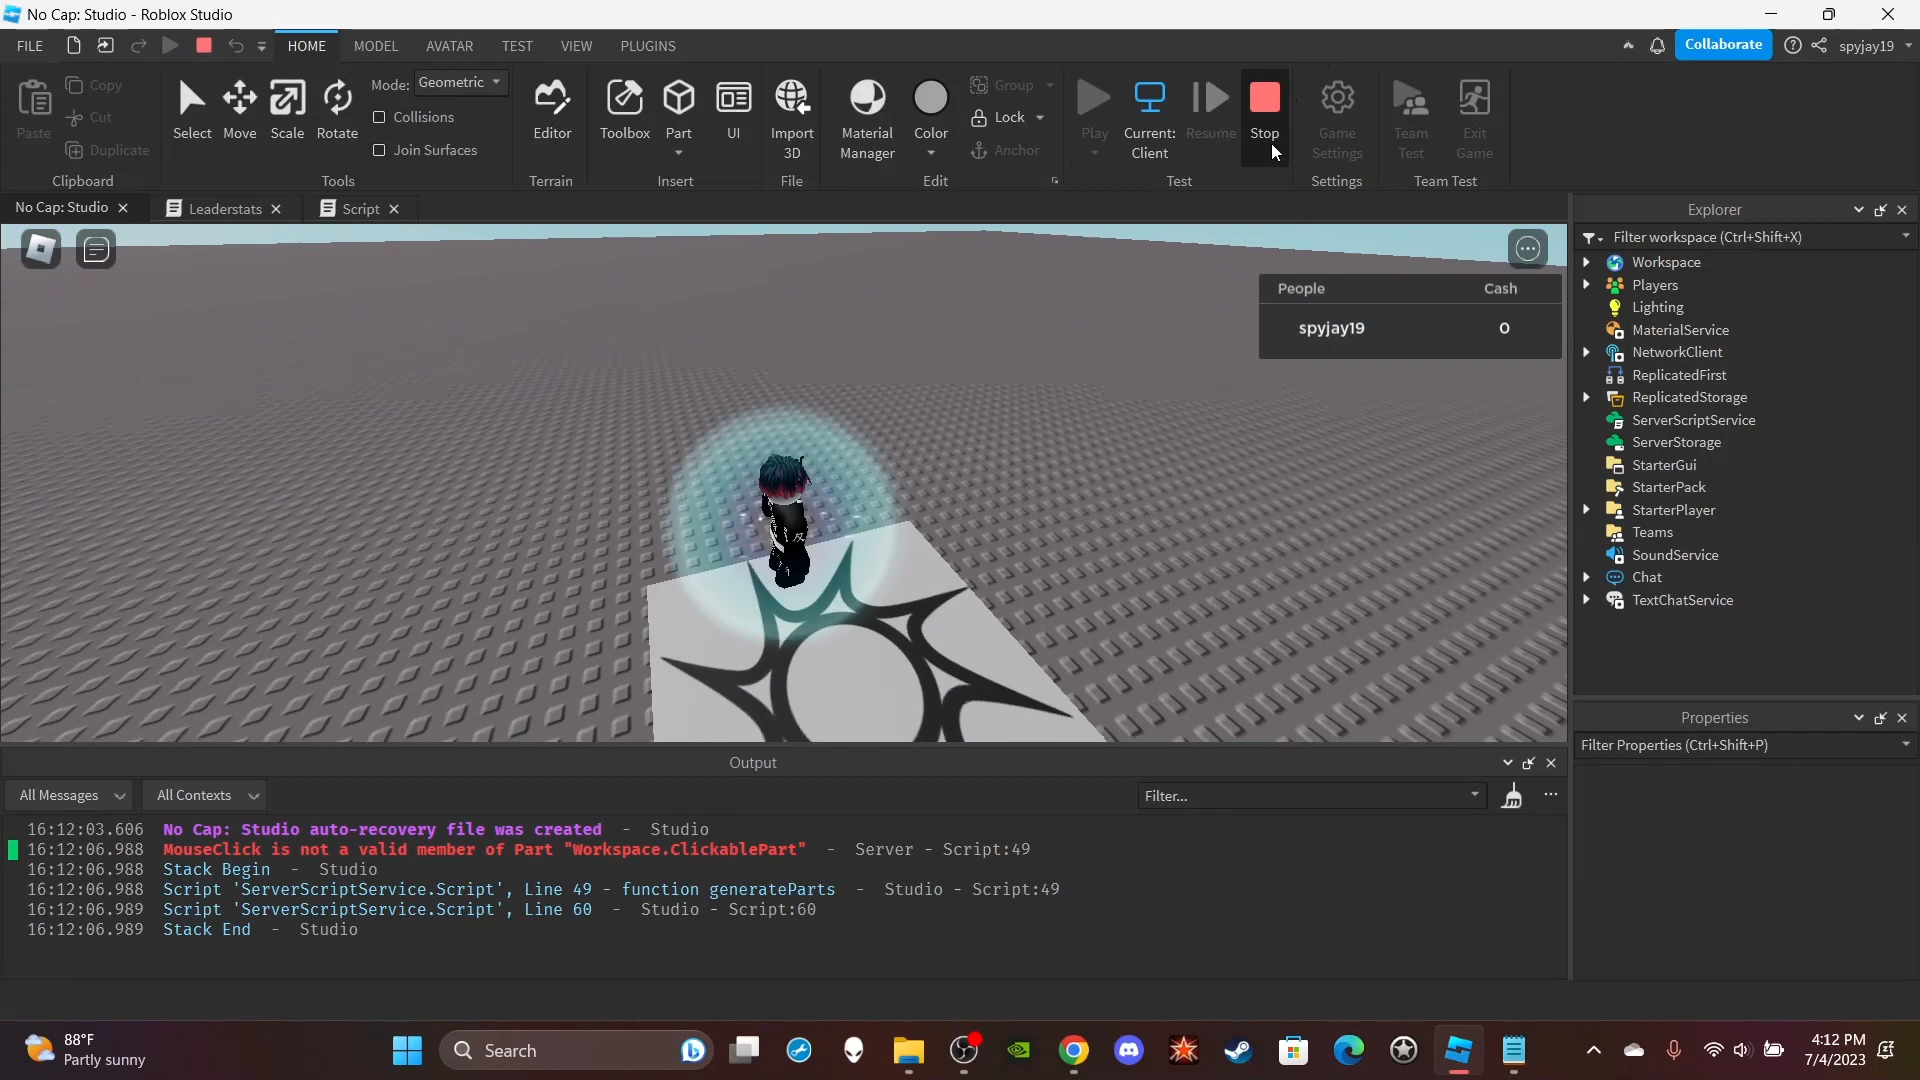 No Cap: Studio - Roblox Studio
FILE HOME MODEL AVATAR TEST VIEW PLUGINS Collaborate spyjay19
Paste Copy Cut Duplicate Clipboard
Select Move Scale Rotate Mode: Geometric Collisions Join Surfaces Tools
Editor Terrain
Toolbox Part UI Insert
Import 3D File
Material Manager Color Group Lock Anchor Edit
Play Current: Client Resume Stop Test
Game Settings Settings
Team Test Exit Game Team Test
No Cap: Studio Leaderstats Script
People Cash
spyjay19 0
Explorer
Filter workspace (Ctrl+Shift+X)
Workspace
Players
Lighting
MaterialService
NetworkClient
ReplicatedFirst
ReplicatedStorage
ServerScriptService
ServerStorage
StarterGui
StarterPack
StarterPlayer
Teams
SoundService
Chat
TextChatService
Properties
Filter Properties (Ctrl+Shift+P)
Output
All Messages All Contexts Filter...
16:12:03.606 No Cap: Studio auto-recovery file was created - Studio
16:12:06.988 MouseClick is not a valid member of Part "Workspace.ClickablePart" - Server - Script:49
16:12:06.988 Stack Begin - Studio
16:12:06.988 Script 'ServerScriptService.Script', Line 49 - function generateParts - Studio - Script:49
16:12:06.989 Script 'ServerScriptService.Script', Line 60 - Studio - Script:60
16:12:06.989 Stack End - Studio
88°F
Partly sunny
Search
4:12 PM
7/4/2023